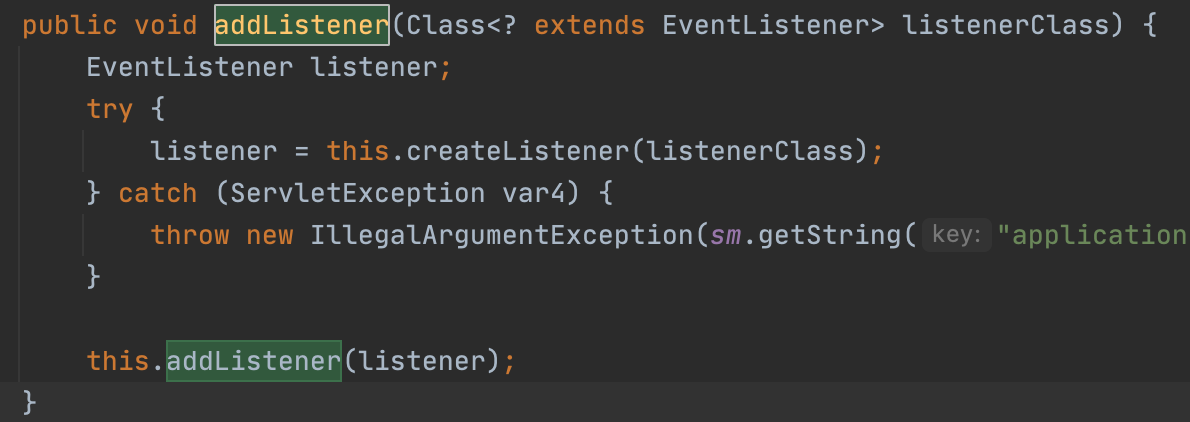 public void addListener(Class<? extends EventListener> listenerClass) {
    EventListener listener;
    try {
        listener = this.createListener(listenerClass);
    } catch (ServletException var4) {
        throw new IllegalArgumentException(sm.getString( key: "application
    }

    this.addListener(listener);
}